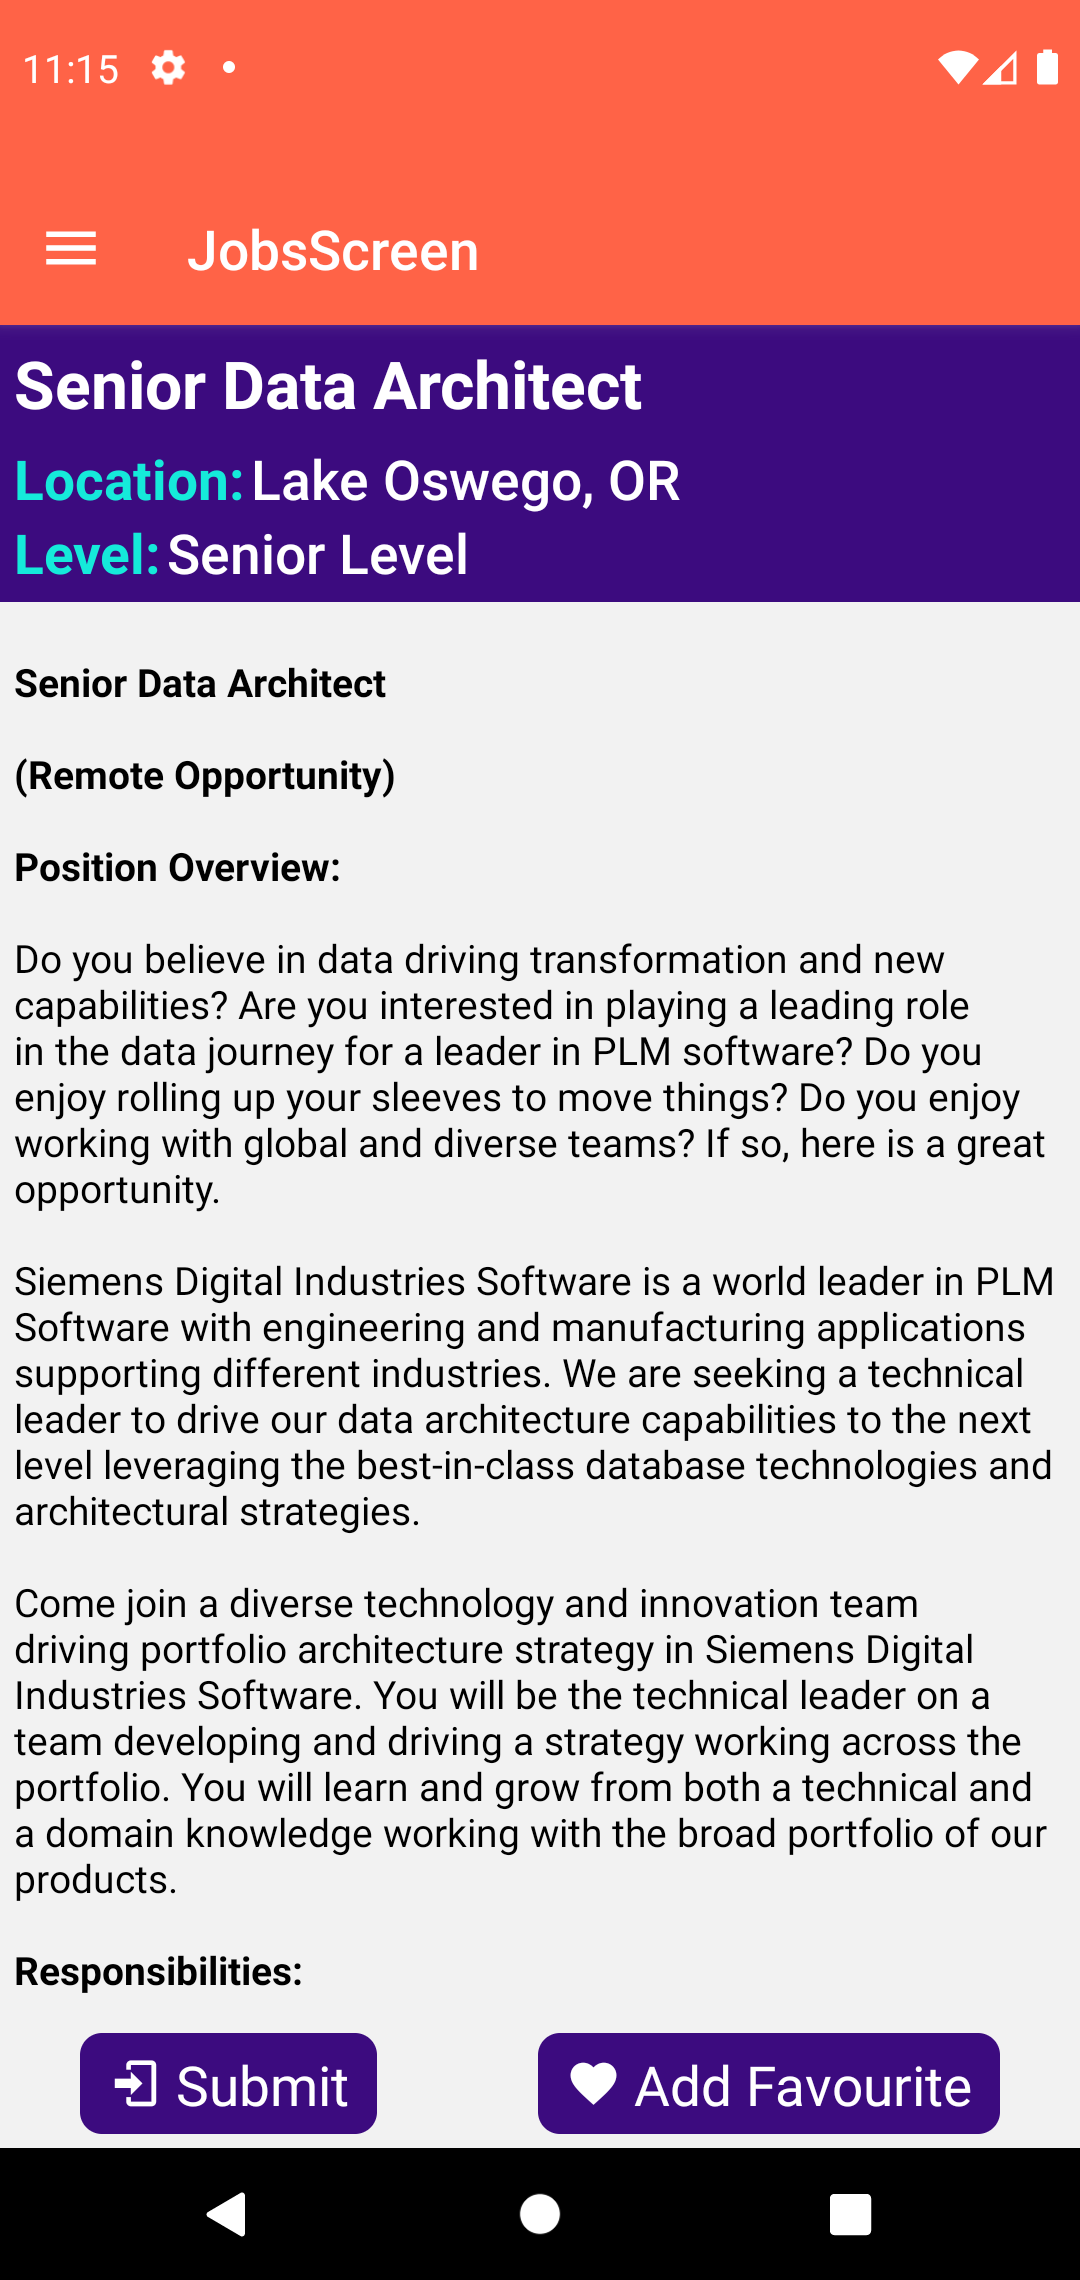 11:15
JobsScreen
Senior Data Architect
Location: Lake Oswego, OR
Level: Senior Level
Senior Data Architect
(Remote Opportunity)
Position Overview:
Do you believe in data driving transformation and new
capabilities? Are you interested in playing a leading role
in the data journey for a leader in PLM software? Do you
enjoy rolling up your sleeves to move things? Do you enjoy
working with global and diverse teams? If so, here is a great
opportunity.
Siemens Digital Industries Software is a world leader in PLM
Software with engineering and manufacturing applications
supporting different industries. We are seeking a technical
leader to drive our data architecture capabilities to the next
level leveraging the best-in-class database technologies and
architectural strategies.
Come join a diverse technology and innovation team
driving portfolio architecture strategy in Siemens Digital
Industries Software. You will be the technical leader on a
team developing and driving a strategy working across the
portfolio. You will learn and grow from both a technical and
a domain knowledge working with the broad portfolio of our
products.
Responsibilities:
Submit
Add Favourite